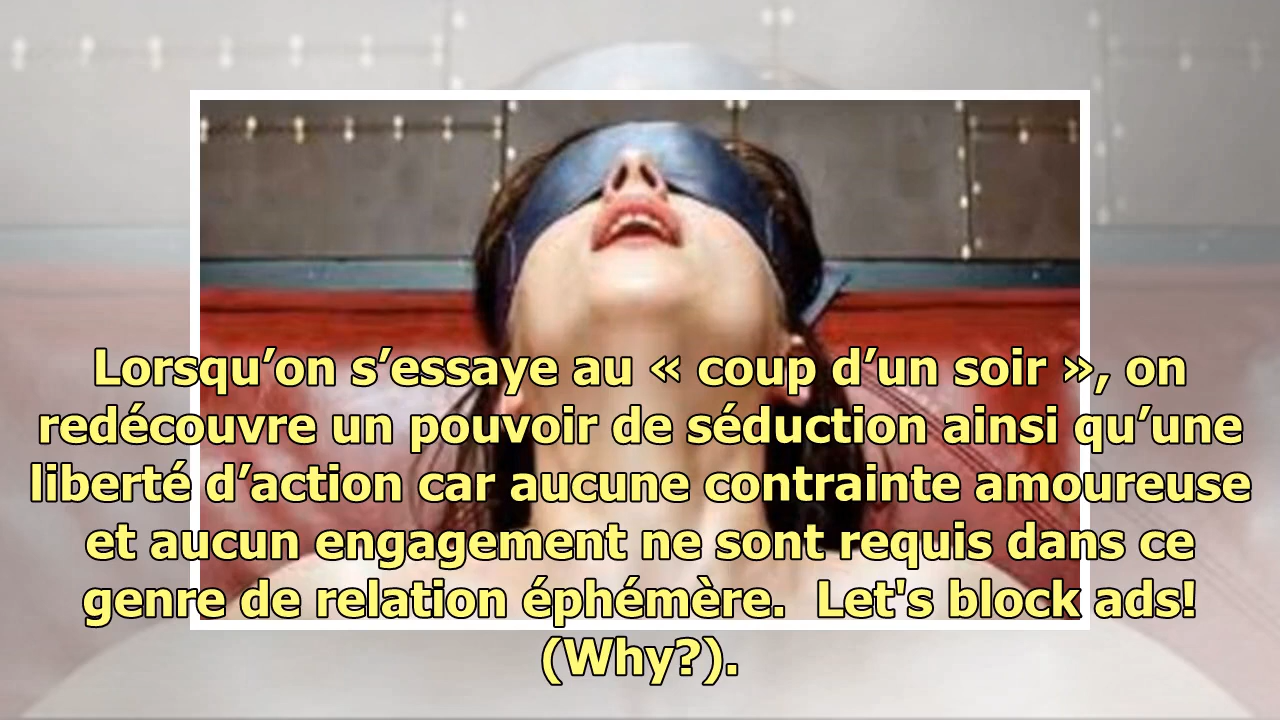 Lorsqu’on s’essaye au « coup d’un soir », on
redécouvre un pouvoir de séduction ainsi qu’une
liberté d’action car aucune contrainte amoureuse
et aucun engagement ne sont requis dans ce
genre de relation éphémère.  Let's block ads!
(Why?).